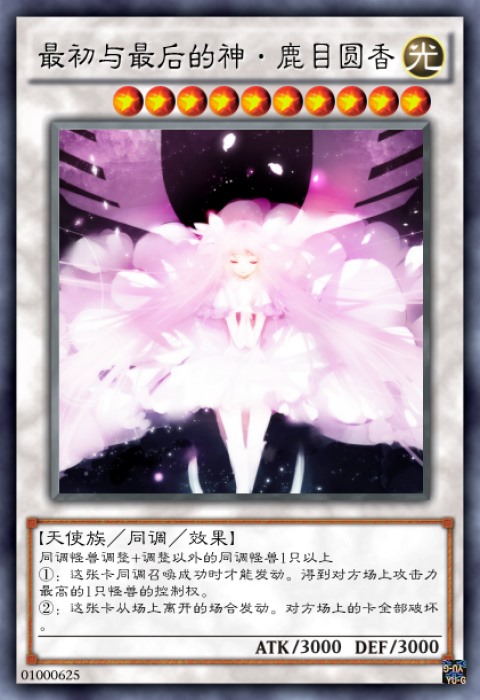 最初与最后的神·鹿目圆香 光
【天使族／同调／效果】
同调怪兽调整+调整以外的同调怪兽1只以上
①：这张卡同调召唤成功时才能发动。得到对方场上攻击力
最高的1只怪兽的控制权。
②：这张卡从场上离开的场合发动。对方场上的卡全部破坏
。
ATK/3000 DEF/3000
01000625